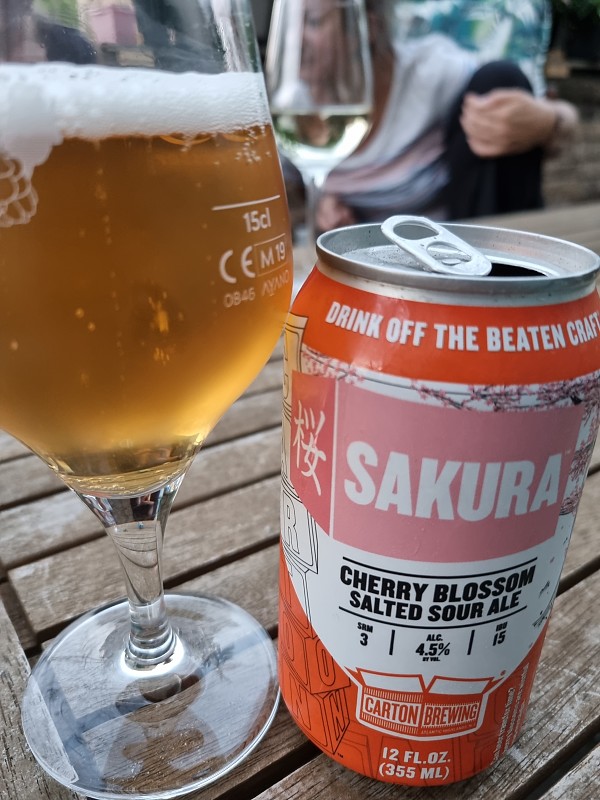 15cl
CE M 19
0846
DRINK OFF THE BEATEN CRAFT
桜
SAKURA
CHERRY BLOSSOM
SALTED SOUR ALE
SRM
3
ALC.
4.5%
BY VOL.
IBU
15
CARTON BREWING
12 FL.OZ.
(355 ML)